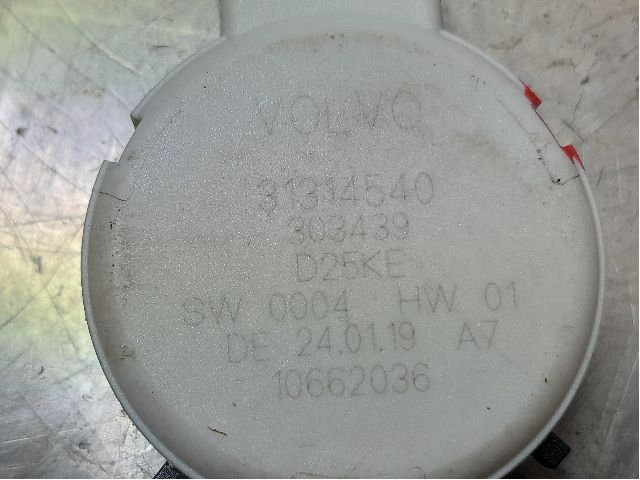 VOLVO
31314540
303439
D25KE
SW 0004 HW 01
DE 24.01.19 A7
10662036